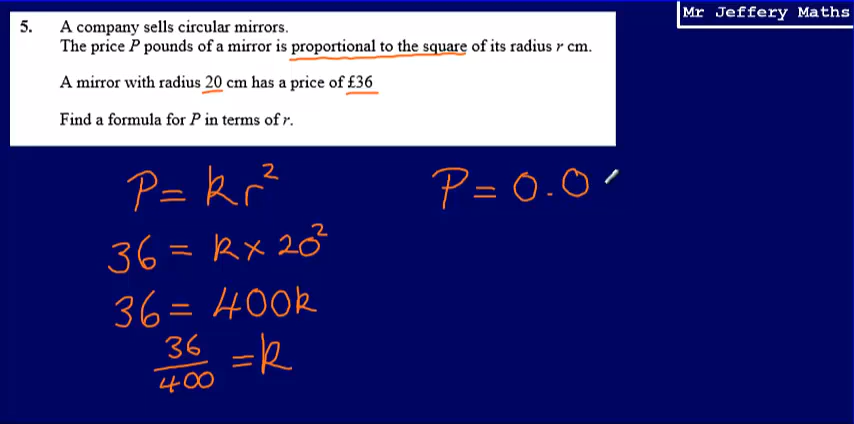 Mr Jeffery Maths
5. A company sells circular mirrors.
The price P pounds of a mirror is proportional to the square of its radius r cm.
A mirror with radius 20 cm has a price of £36
Find a formula for P in terms of r.
P = kr²
36 = k × 20²
36 = 400k
36/400 = k
P = 0.0